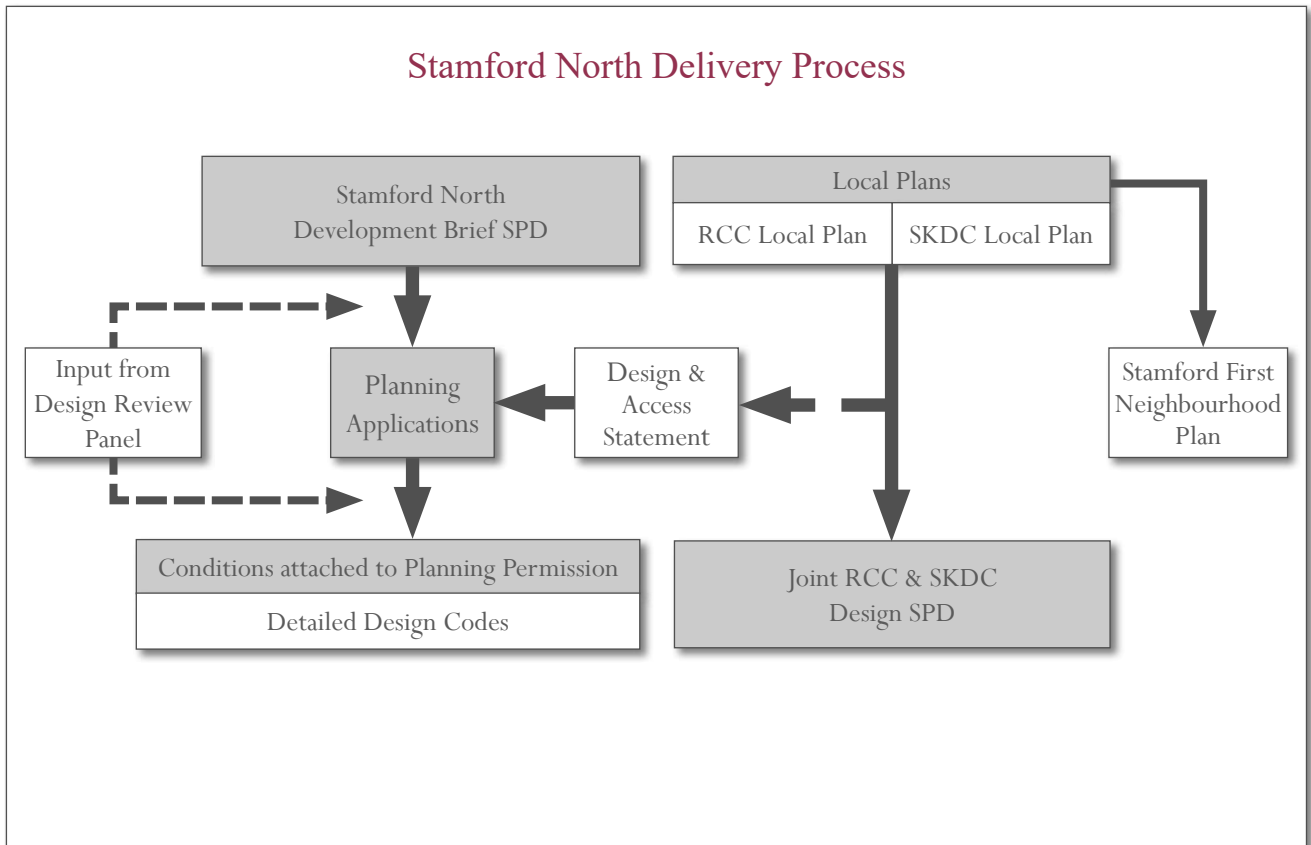 Stamford North Delivery Process
Stamford North
Development Brief SPD
Local Plans
RCC Local Plan
SKDC Local Plan
Input from
Design Review
Panel
Planning
Applications
Design &
Access
Statement
Stamford First
Neighbourhood
Plan
Conditions attached to Planning Permission
Detailed Design Codes
Joint RCC & SKDC
Design SPD